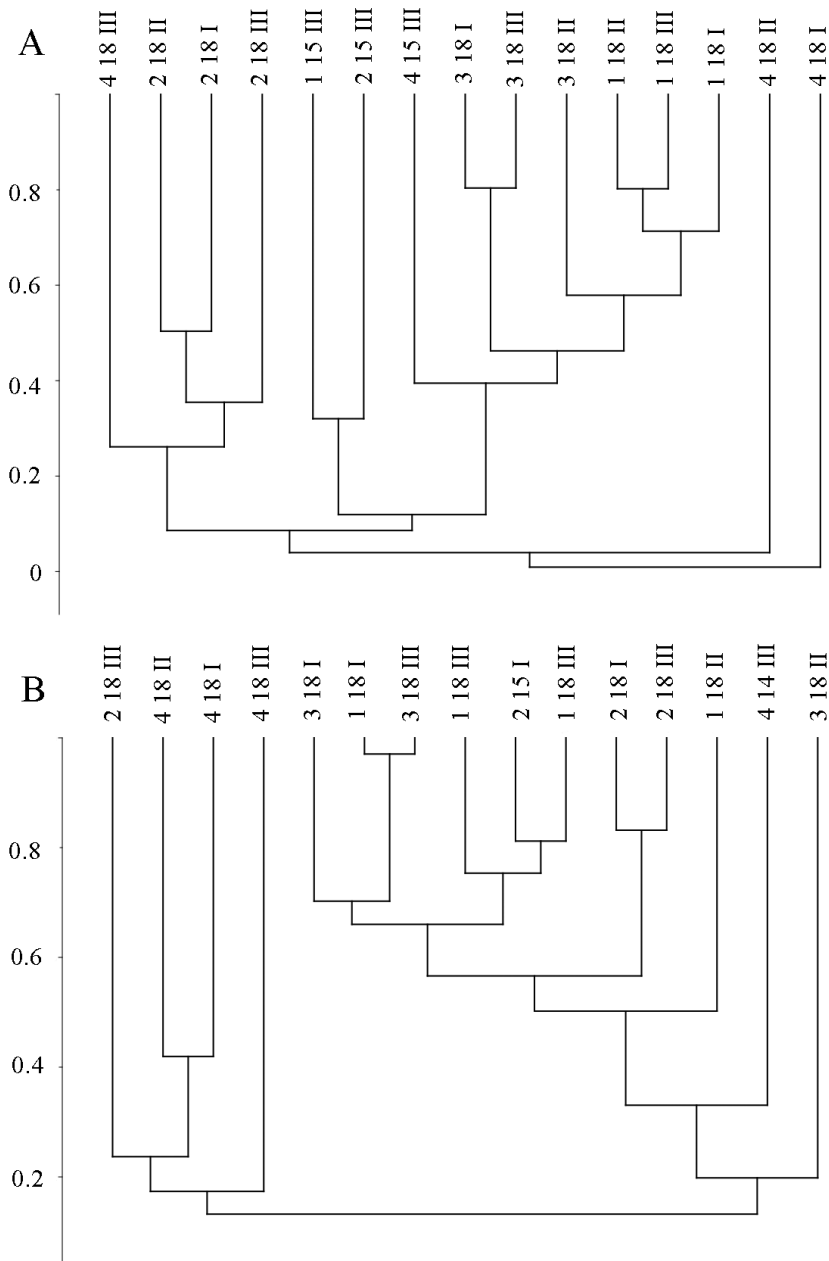 A
4 18 III
2 18 II
2 18 I
2 18 III
1 15 III
2 15 III
4 15 III
3 18 I
3 18 III
3 18 II
1 18 II
1 18 III
1 18 I
4 18 II
4 18 I
0.8
0.6
0.4
0.2
0
B
2 18 III
4 18 II
4 18 I
4 18 III
3 18 I
1 18 I
3 18 III
1 18 III
2 15 I
1 18 III
2 18 I
2 18 III
1 18 II
4 14 III
3 18 II
0.8
0.6
0.4
0.2